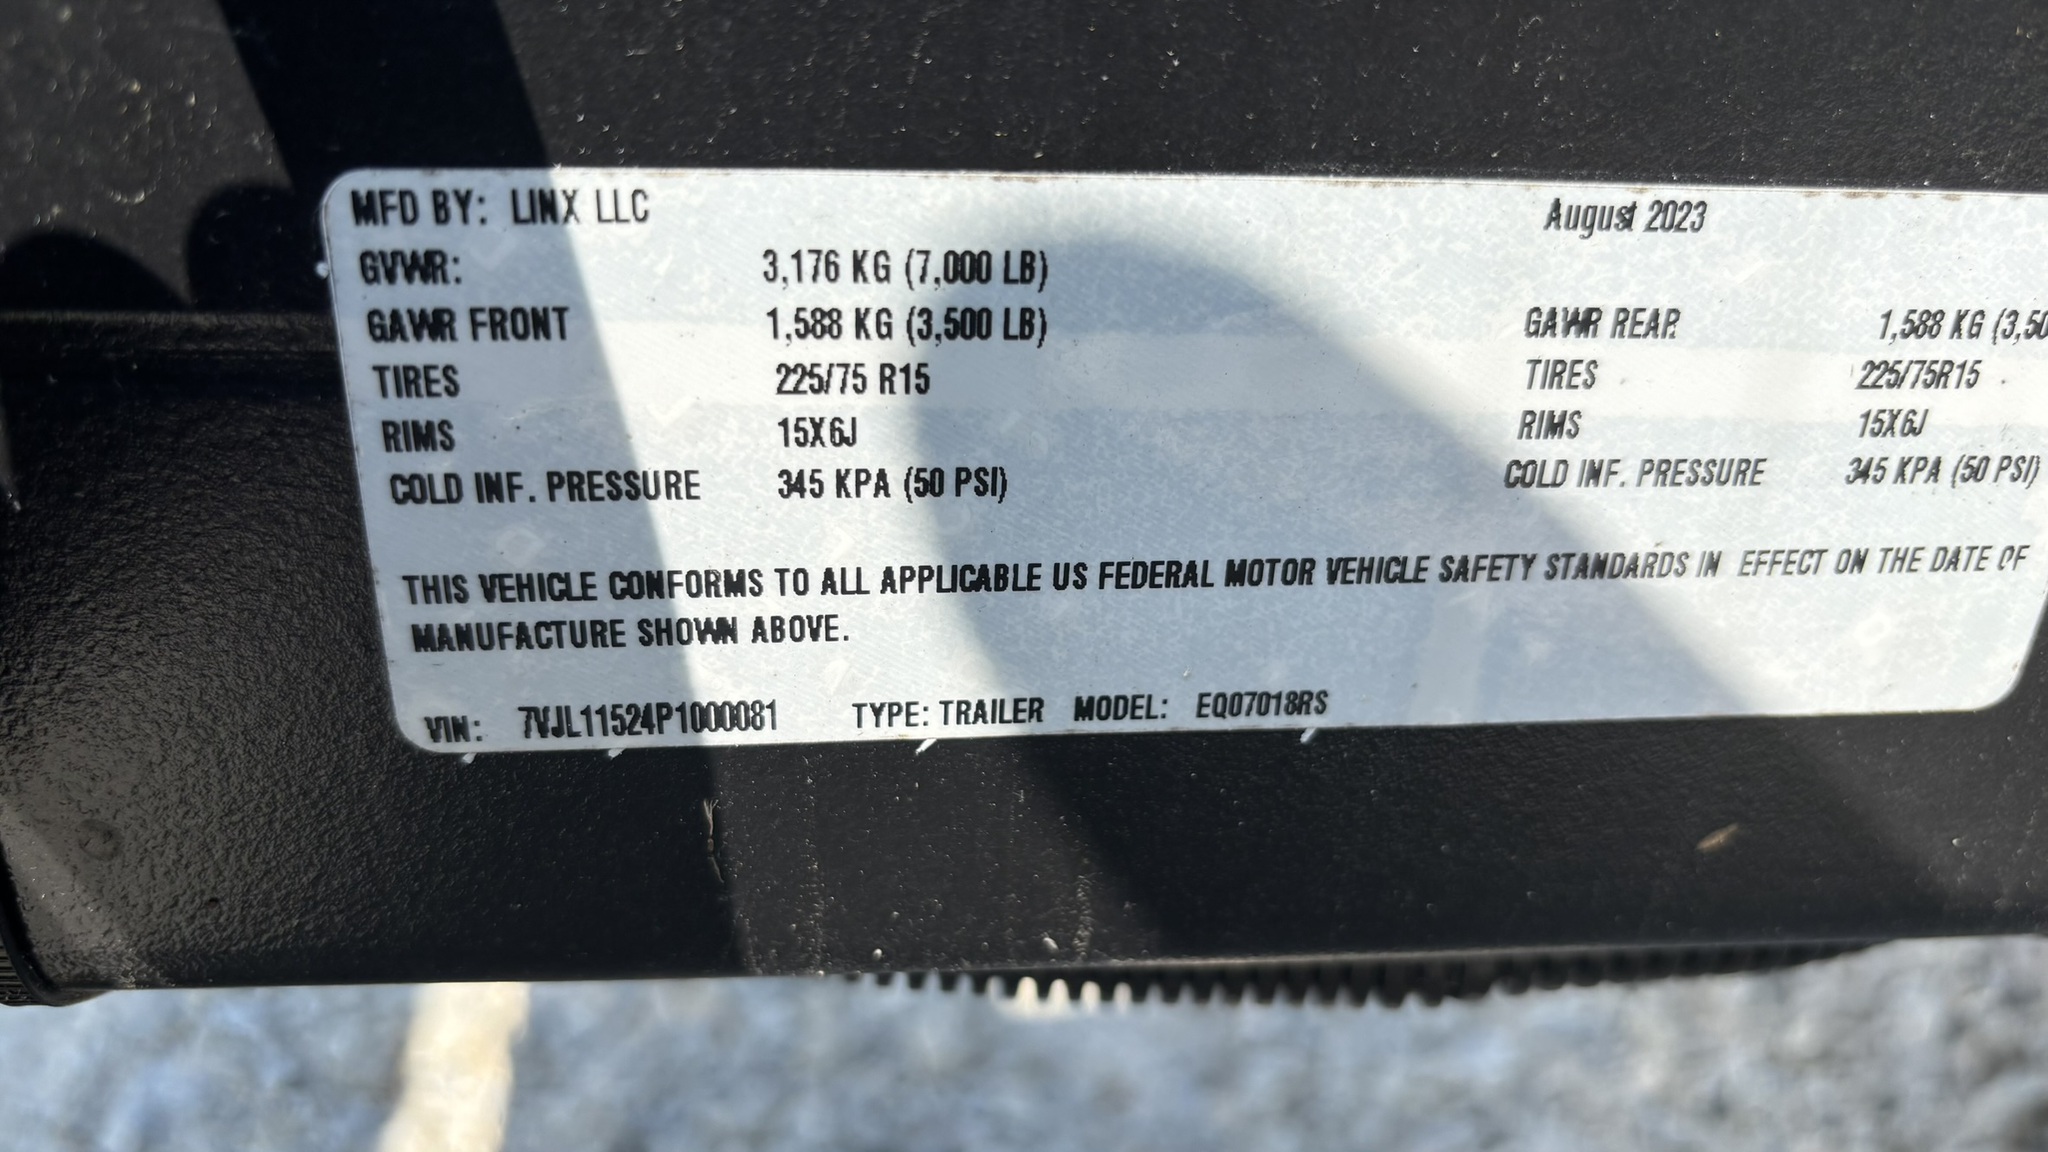 MFD BY: LINX LLC August 2023
GVWR: 3,176 KG (7,000 LB)
GAWR FRONT 1,588 KG (3,500 LB) GAWR REAR 1,588 KG (3,50
TIRES 225/75 R15 TIRES 225/75R15
RIMS 15X6J RIMS 15X6J
COLD INF. PRESSURE 345 KPA (50 PSI) COLD INF. PRESSURE 345 KPA (50 PSI)
THIS VEHICLE CONFORMS TO ALL APPLICABLE US FEDERAL MOTOR VEHICLE SAFETY STANDARDS IN EFFECT ON THE DATE OF
MANUFACTURE SHOWN ABOVE.
VIN: 7VJL11524P1000081 TYPE: TRAILER MODEL: EQ07018RS